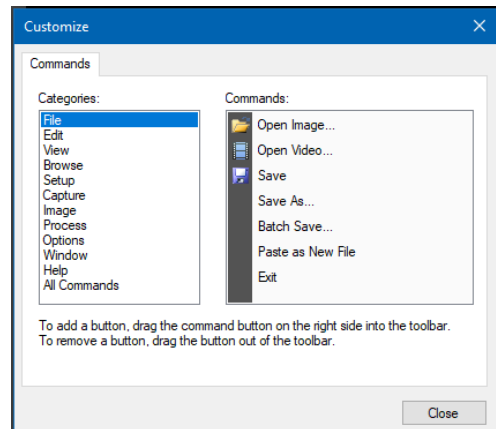 Customize
Commands
Categories:
File
Edit
View
Browse
Setup
Capture
Image
Process
Options
Window
Help
All Commands
Commands:
Open Image...
Open Video...
Save
Save As...
Batch Save...
Paste as New File
Exit
To add a button, drag the command button on the right side into the toolbar.
To remove a button, drag the button out of the toolbar.
Close